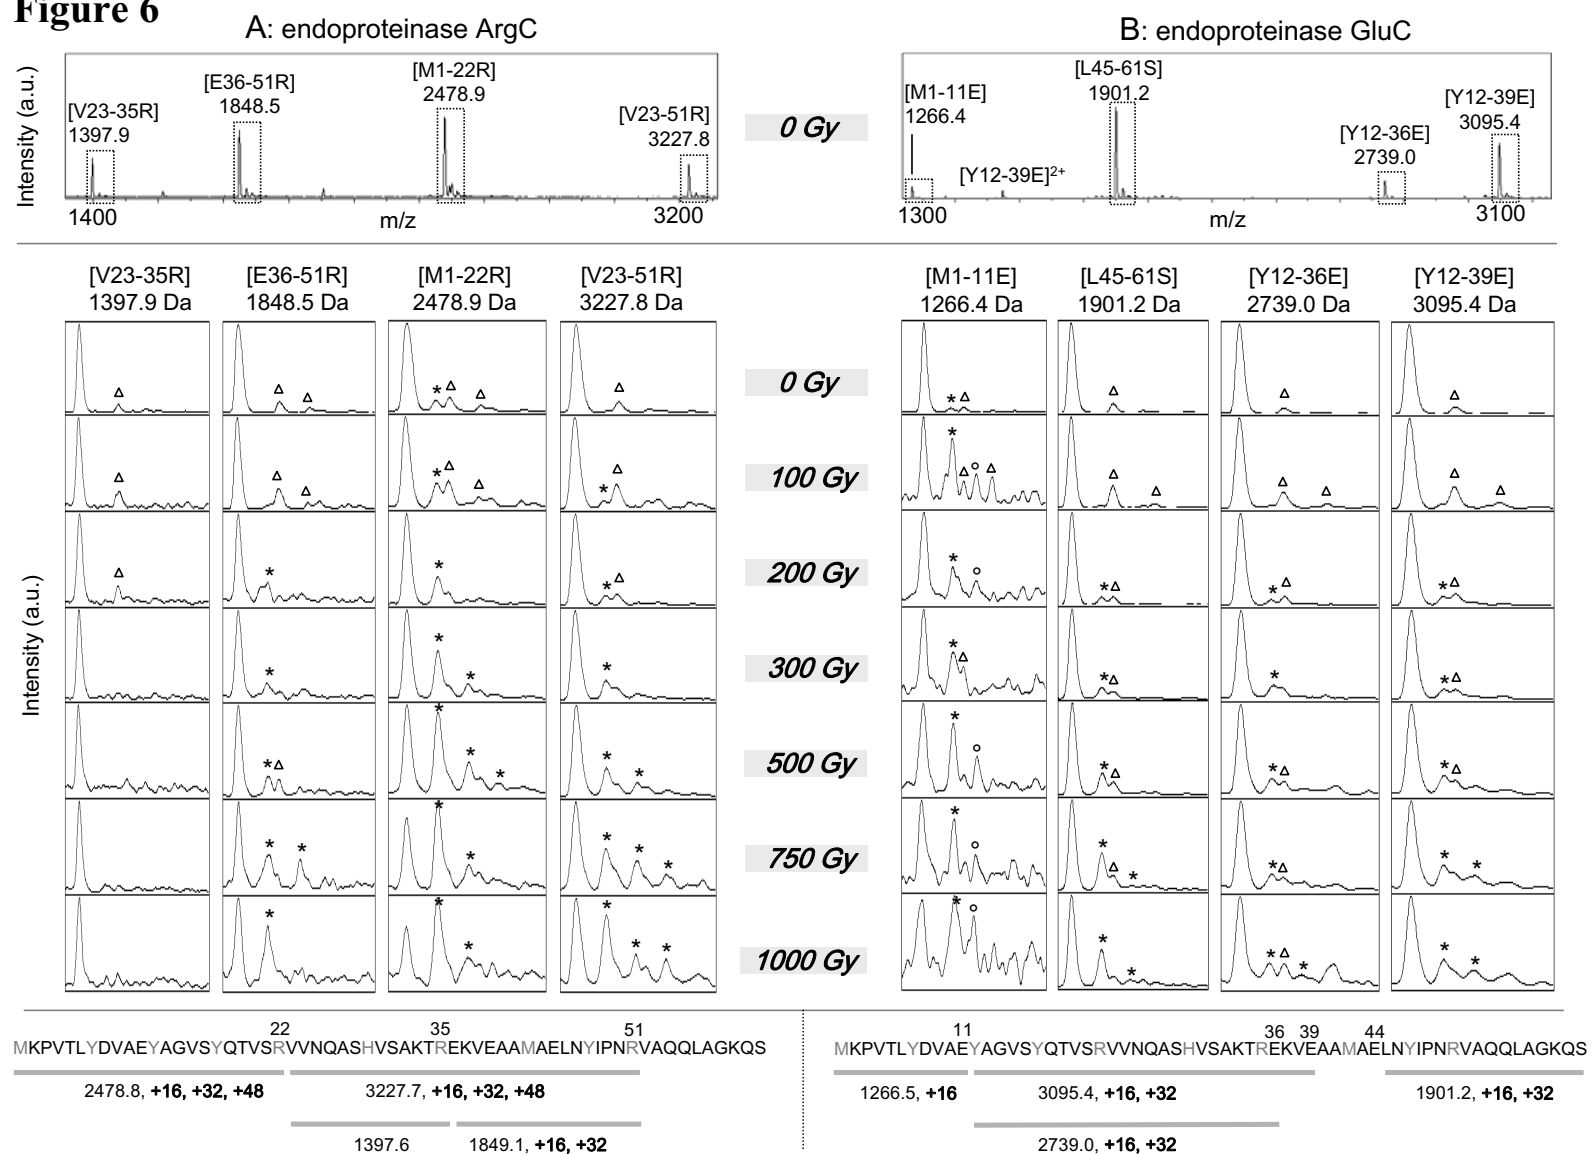 Figure 6
A: endoproteinase ArgC
B: endoproteinase GluC
Intensity (a.u.)
[V23-35R]
1397.9
[E36-51R]
1848.5
[M1-22R]
2478.9
[V23-51R]
3227.8
1400
m/z
3200
0 Gy
[M1-11E]
1266.4
[Y12-39E]2+
[L45-61S]
1901.2
[Y12-36E]
2739.0
[Y12-39E]
3095.4
1300
m/z
3100
[V23-35R]
1397.9 Da
[E36-51R]
1848.5 Da
[M1-22R]
2478.9 Da
[V23-51R]
3227.8 Da
[M1-11E]
1266.4 Da
[L45-61S]
1901.2 Da
[Y12-36E]
2739.0 Da
[Y12-39E]
3095.4 Da
Intensity (a.u.)
0 Gy
100 Gy
200 Gy
300 Gy
500 Gy
750 Gy
1000 Gy
22 35 51
MKPVTLYDVAEYAGVSYQTVSRVVNQASHVSAKTREKVEAAMAELNYIPNRVAQQLAGKQS
2478.8, +16, +32, +48
3227.7, +16, +32, +48
1397.6
1849.1, +16, +32
11 36 39 44
MKPVTLYDVAEYAGVSYQTVSRVVNQASHVSAKTREKVEAAMAELNYIPNRVAQQLAGKQS
1266.5, +16
3095.4, +16, +32
1901.2, +16, +32
2739.0, +16, +32